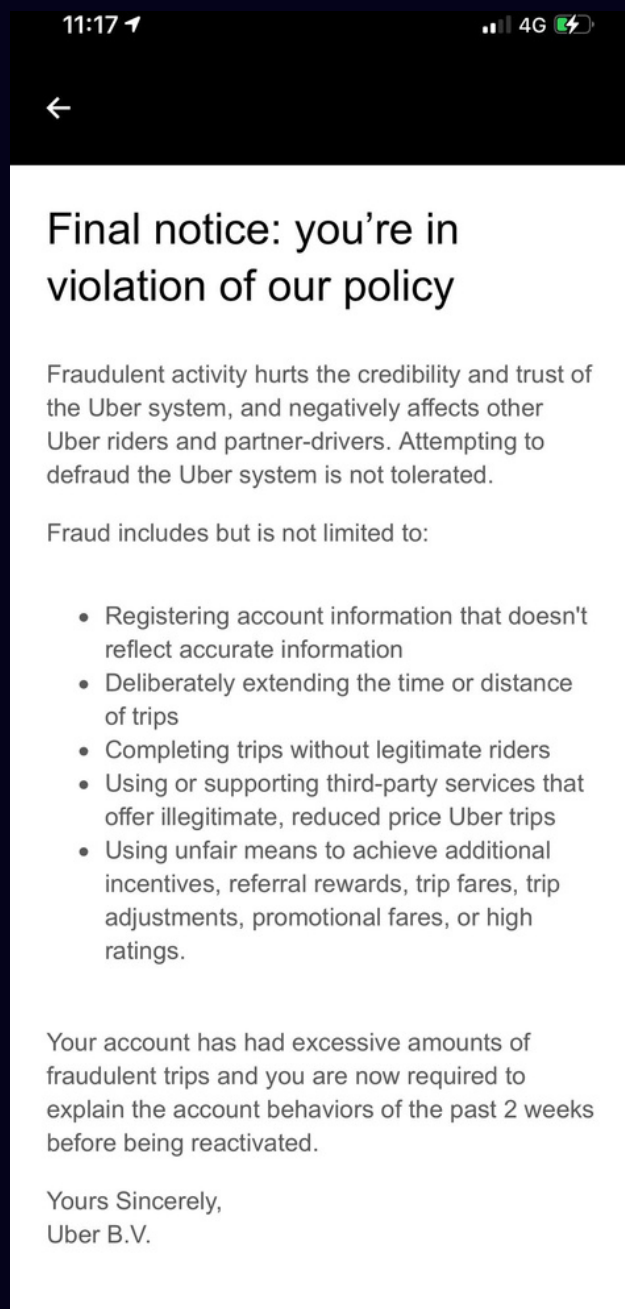 11:17
4G
Final notice: you’re in
violation of our policy
Fraudulent activity hurts the credibility and trust of
the Uber system, and negatively affects other
Uber riders and partner-drivers. Attempting to
defraud the Uber system is not tolerated.
Fraud includes but is not limited to:
• Registering account information that doesn't
reflect accurate information
• Deliberately extending the time or distance
of trips
• Completing trips without legitimate riders
• Using or supporting third-party services that
offer illegitimate, reduced price Uber trips
• Using unfair means to achieve additional
incentives, referral rewards, trip fares, trip
adjustments, promotional fares, or high
ratings.
Your account has had excessive amounts of
fraudulent trips and you are now required to
explain the account behaviors of the past 2 weeks
before being reactivated.
Yours Sincerely,
Uber B.V.